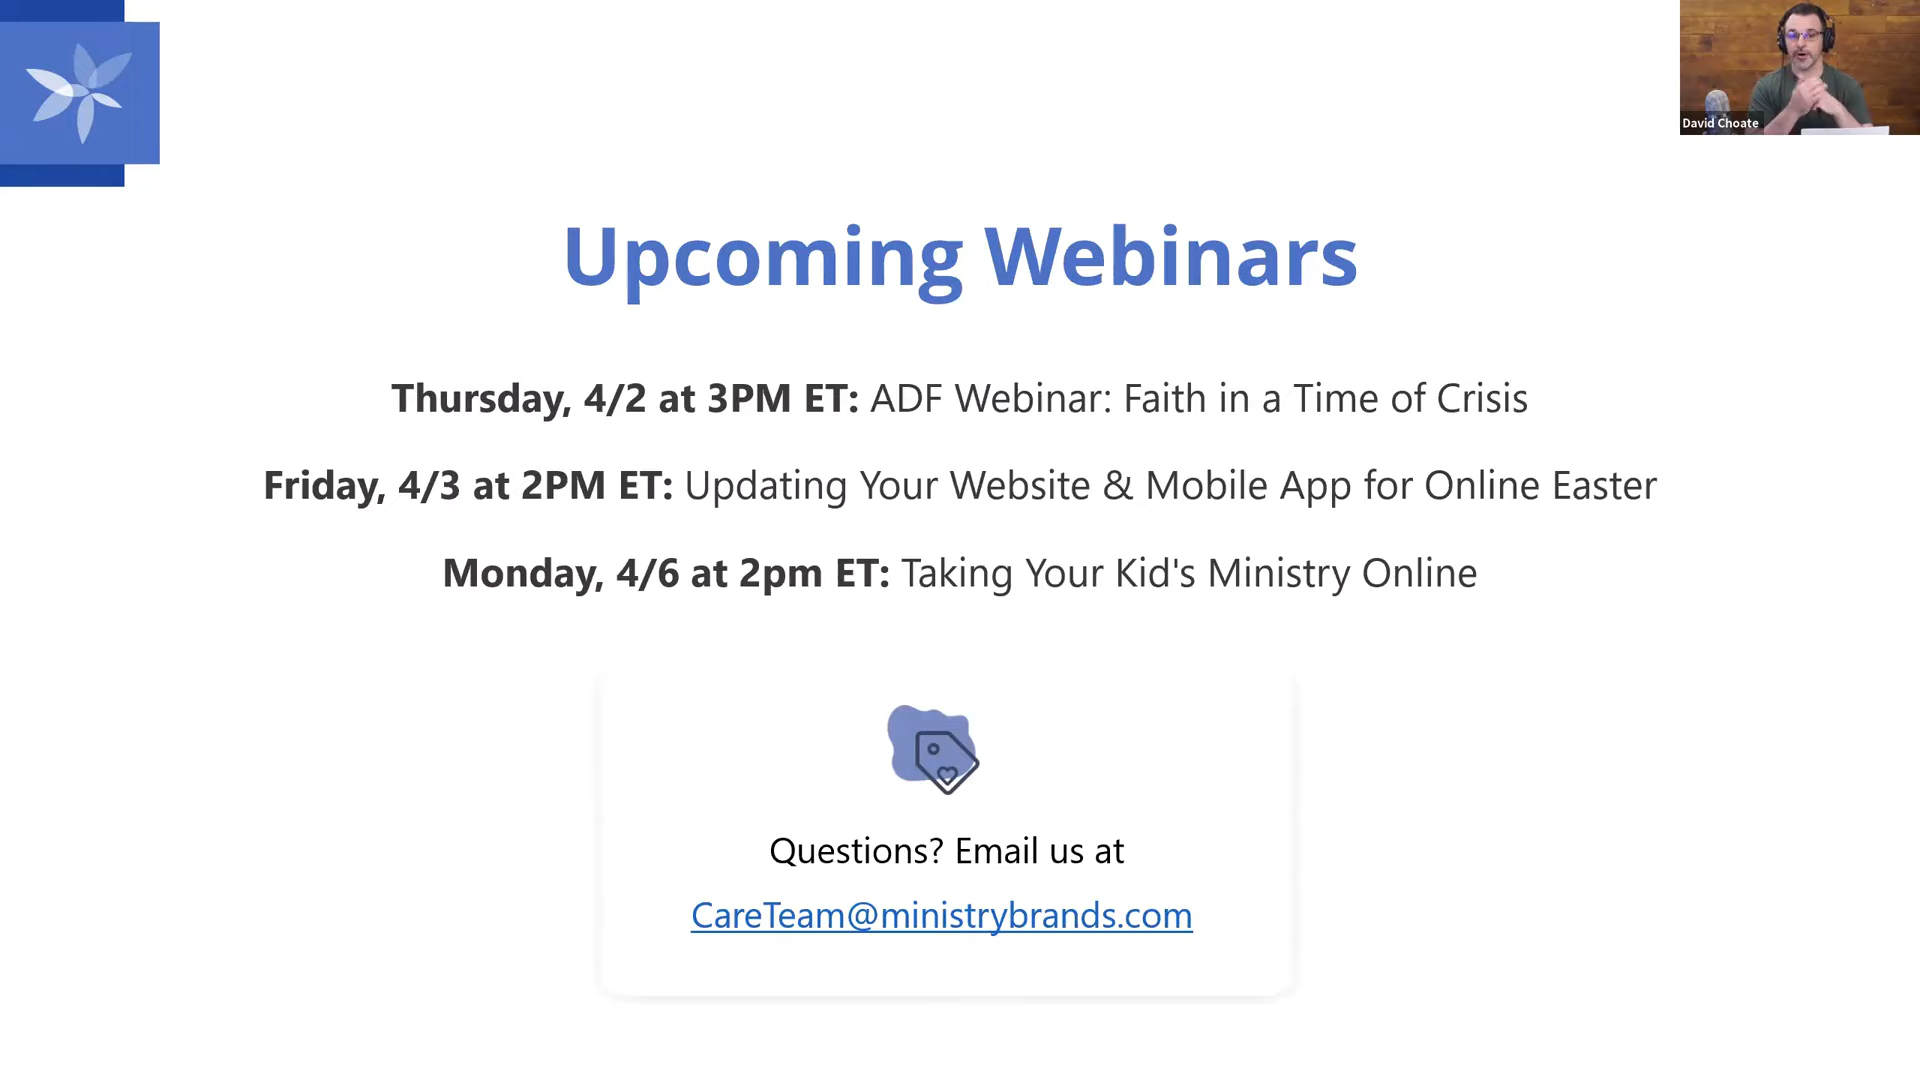 David Choate
Upcoming Webinars
Thursday, 4/2 at 3PM ET: ADF Webinar: Faith in a Time of Crisis
Friday, 4/3 at 2PM ET: Updating Your Website & Mobile App for Online Easter
Monday, 4/6 at 2pm ET: Taking Your Kid's Ministry Online
Questions? Email us at
CareTeam@ministrybrands.com